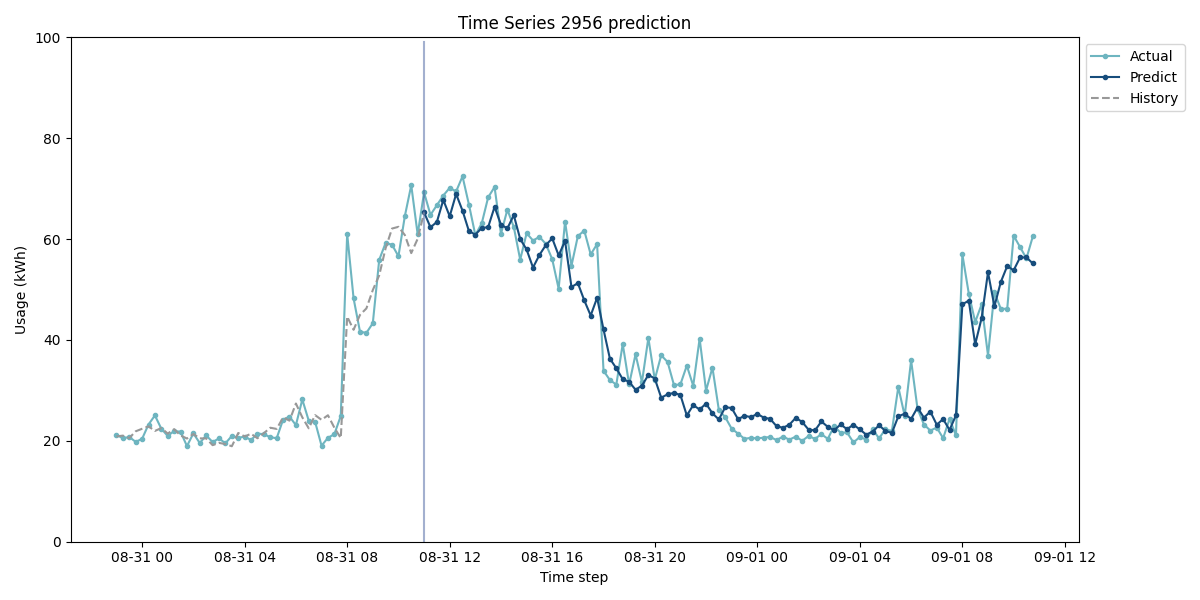 Time Series 2956 prediction
100
80
60
40
20
0
Usage (kWh)
08-31 00
08-31 04
08-31 08
08-31 12
08-31 16
08-31 20
09-01 00
09-01 04
09-01 08
09-01 12
Time step
Actual
Predict
History